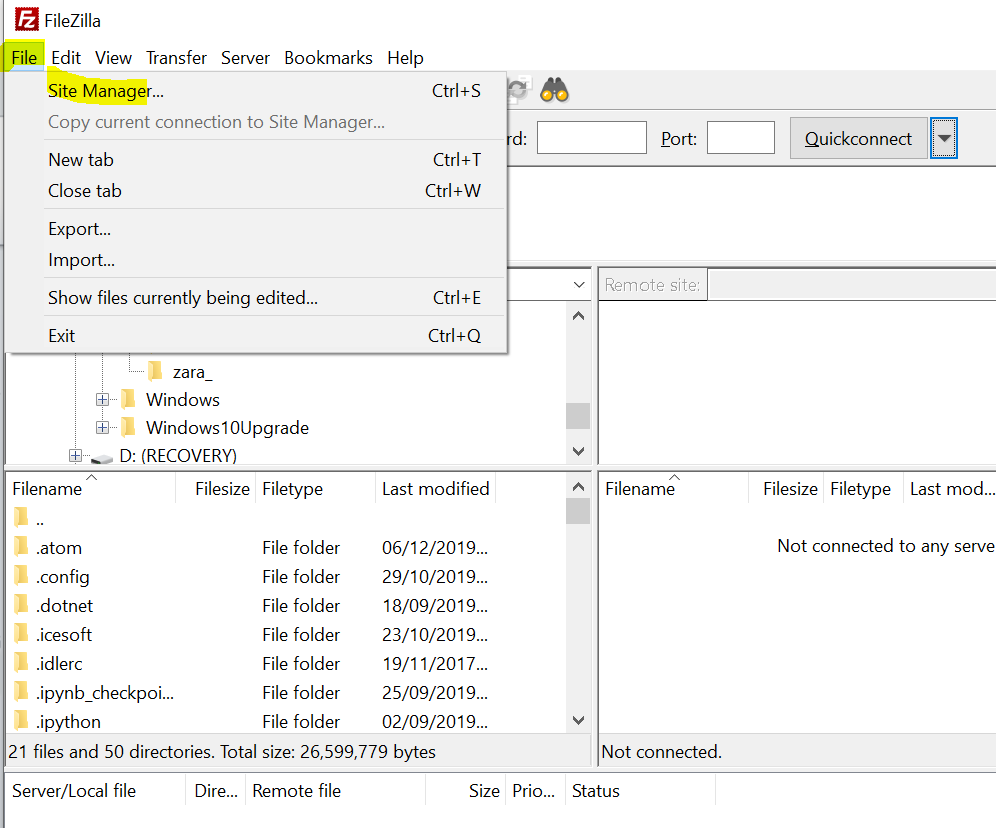 FileZilla
File Edit View Transfer Server Bookmarks Help
Site Manager... Ctrl+S
Copy current connection to Site Manager...
rd: Port: Quickconnect
New tab Ctrl+T
Close tab Ctrl+W
Export...
Import...
Show files currently being edited... Ctrl+E
Exit Ctrl+Q
Remote site:
zara_
Windows
Windows10Upgrade
D: (RECOVERY)
Filename Filesize Filetype Last modified
..
.atom File folder 06/12/2019...
.config File folder 29/10/2019...
.dotnet File folder 18/09/2019...
.icesoft File folder 23/10/2019...
.idlerc File folder 19/11/2017...
.ipynb_checkpoi... File folder 25/09/2019...
.ipython File folder 02/09/2019...
21 files and 50 directories. Total size: 26,599,779 bytes
Filename Filesize Filetype Last mod...
Not connected to any serve
Not connected.
Server/Local file Dire... Remote file Size Prio... Status